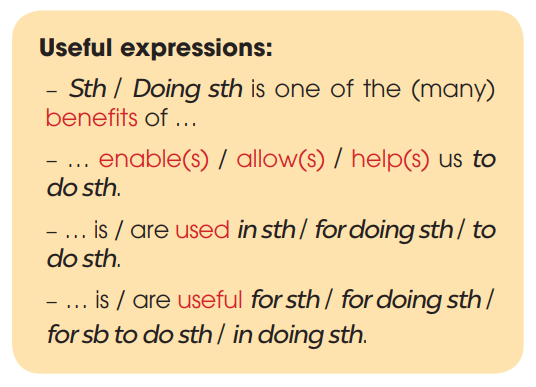 Useful expressions:
– Sth / Doing sth is one of the (many)
benefits of …
– … enable(s) / allow(s) / help(s) us to
do sth.
– … is / are used in sth / for doing sth / to
do sth.
– … is / are useful for sth / for doing sth /
for sb to do sth / in doing sth.